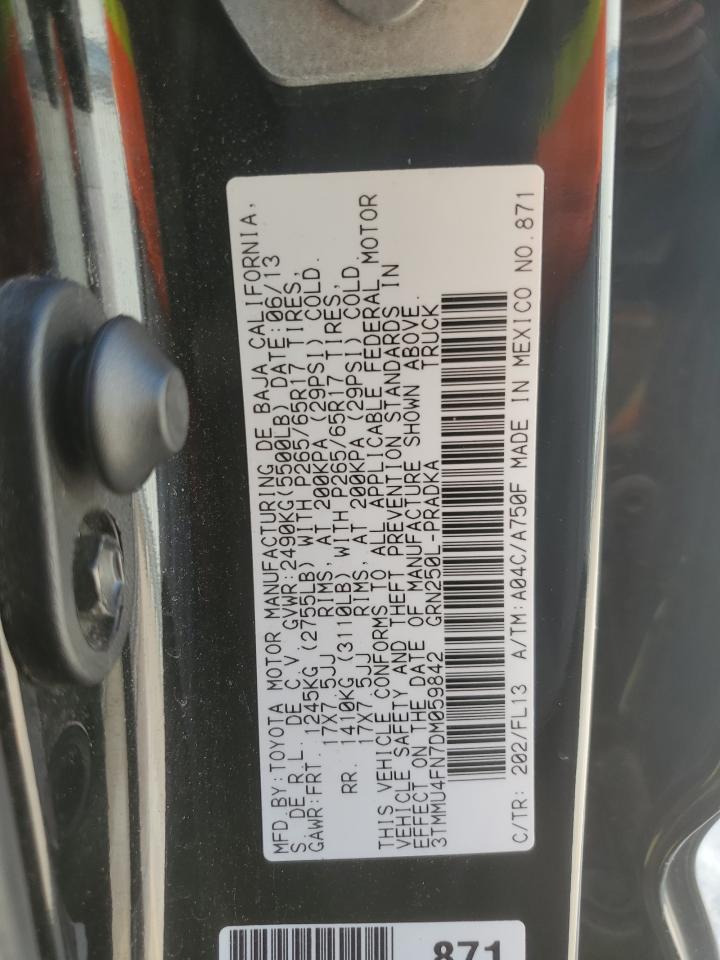 MFD BY:TOYOTA MOTOR MANUFACTURING DE BAJA CALIFORNIA,
S. DE R.L. DE C.V. GVWR:2490KG(5500LB) DATE:06/13
GAWR:FRT. 1245KG (2755LB) WITH P265/65R17 TIRES,
17X7.5JJ RIMS, AT 200KPA (29PSI) COLD.
RR. 1410KG (3110LB) WITH P265/65R17 TIRES,
17X7.5JJ RIMS, AT 200KPA (29PSI) COLD.
THIS VEHICLE CONFORMS TO ALL APPLICABLE FEDERAL MOTOR
VEHICLE SAFETY AND THEFT PREVENTION STANDARDS IN
EFFECT ON THE DATE OF MANUFACTURE SHOWN ABOVE.
3TMMU4FN7DM059842 GRN250L-PRADKA TRUCK
C/TR: 202/FL13 A/TM:A04C/A750F MADE IN MEXICO NO.871
871